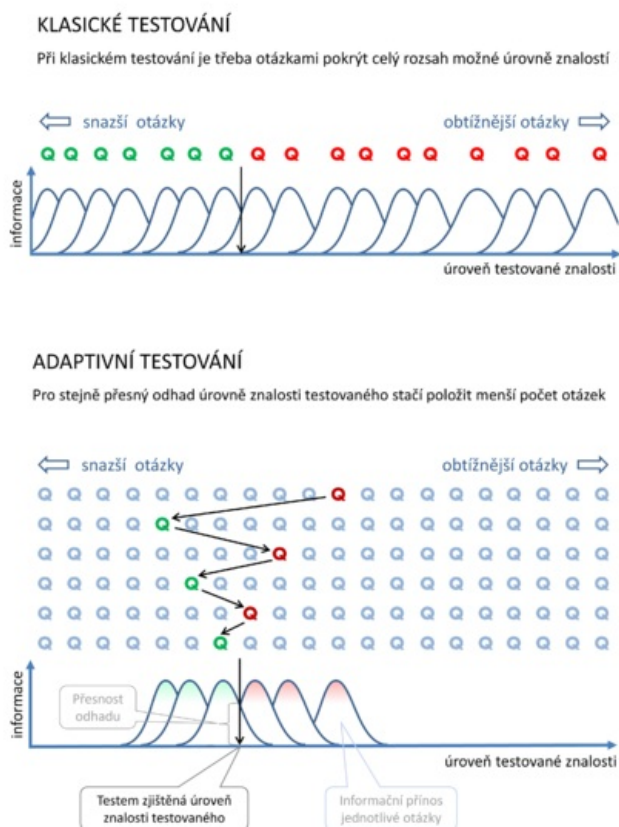 KLASICKÉ TESTOVÁNÍ
Při klasickém testování je třeba otázkami pokrýt celý rozsah možné úrovně znalostí
snazší otázky
obtížnější otázky
Q Q Q Q Q Q Q Q Q Q Q Q Q Q Q Q Q
informace
úroveň testované znalosti
ADAPTIVNÍ TESTOVÁNÍ
Pro stejně přesný odhad úrovně znalosti testovaného stačí položit menší počet otázek
snazší otázky
obtížnější otázky
Q Q Q Q Q Q Q Q Q Q Q Q Q Q Q Q Q Q Q Q
Q Q Q Q Q Q Q Q Q Q Q Q Q Q Q Q Q Q Q Q
Q Q Q Q Q Q Q Q Q Q Q Q Q Q Q Q Q Q Q Q
Q Q Q Q Q Q Q Q Q Q Q Q Q Q Q Q Q Q Q Q
Q Q Q Q Q Q Q Q Q Q Q Q Q Q Q Q Q Q Q Q
Q Q Q Q Q Q Q Q Q Q Q Q Q Q Q Q Q Q Q Q
informace
Přesnost
odhadu
úroveň testované znalosti
Testem zjištěná úroveň
znalosti testovaného
Informační přínos
jednotlivé otázky